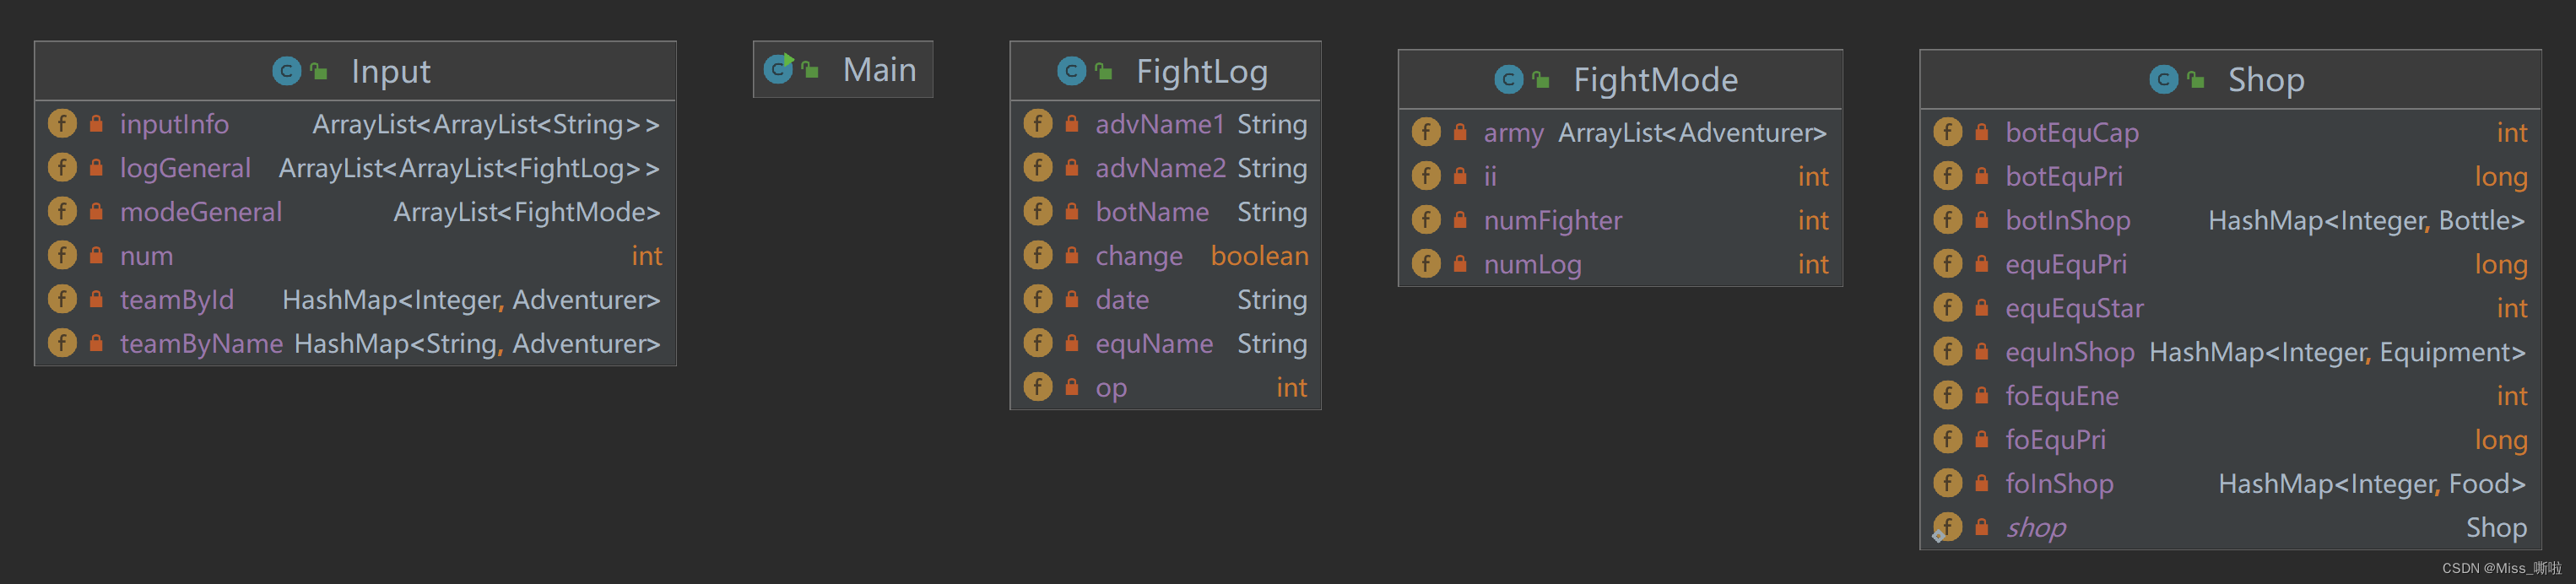 Input
inputInfo ArrayList<ArrayList<String>>
logGeneral ArrayList<ArrayList<FightLog>>
modeGeneral ArrayList<FightMode>
num int
teamById HashMap<Integer, Adventurer>
teamByName HashMap<String, Adventurer>
Main
FightLog
advName1 String
advName2 String
botName String
change boolean
date String
equName String
op int
FightMode
army ArrayList<Adventurer>
ii int
numFighter int
numLog int
Shop
botEquCap int
botEquPri long
botInShop HashMap<Integer, Bottle>
equEquPri long
equEquStar int
equInShop HashMap<Integer, Equipment>
foEquEne int
foEquPri long
foInShop HashMap<Integer, Food>
shop Shop
CSDN @Miss_嘶啦